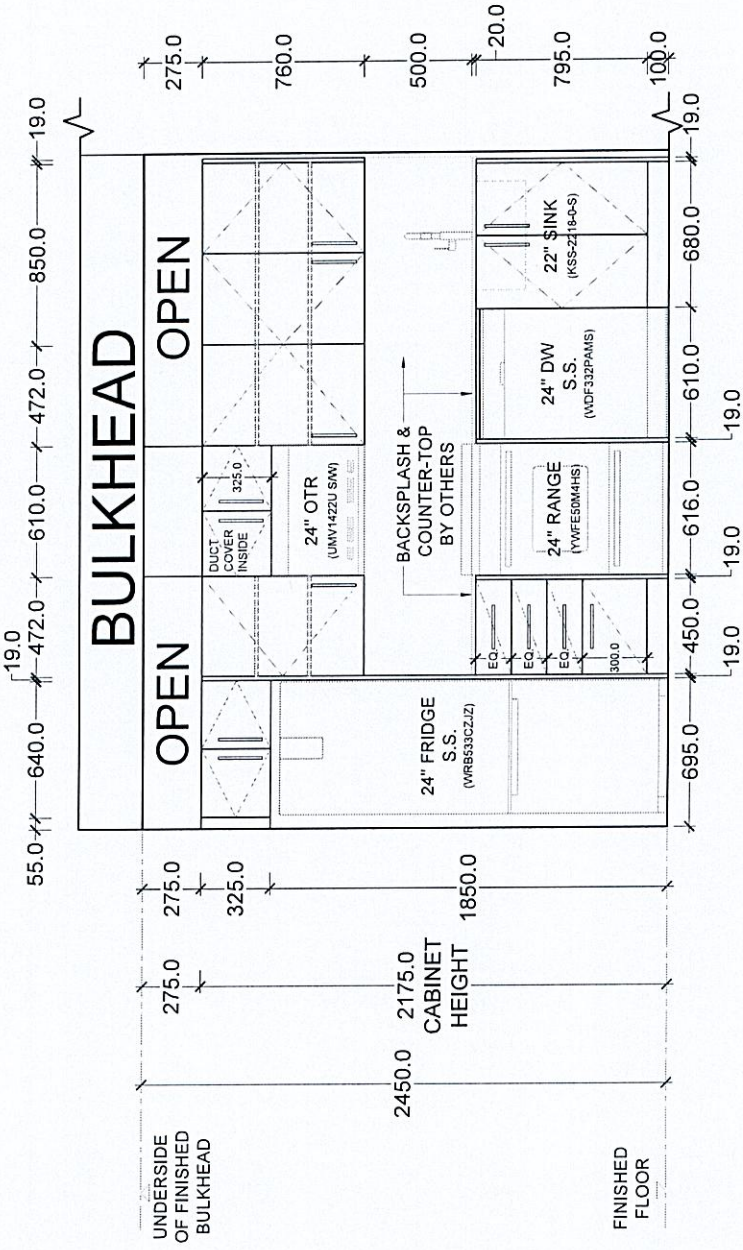 19.0
55.0
640.0
472.0
610.0
472.0
850.0
19.0
BULKHEAD
UNDERSIDE
OF FINISHED
BULKHEAD
FINISHED
FLOOR
2450.0
275.0
2175.0
CABINET
HEIGHT
275.0
325.0
1850.0
OPEN
OPEN
DUCT
COVER
INSIDE
325.0
24" OTR
(UMV1422U S/W)
BACKSPLASH &
COUNTER-TOP
BY OTHERS
24" FRIDGE
S.S.
(WRB533CZJZ)
EQ.
EQ.
EQ.
300.0
24" RANGE
(YWFE50M4HS)
24" DW
S.S.
(WDF332PAMS)
22" SINK
(KSS-2218-0-S)
275.0
760.0
500.0
20.0
795.0
100.0
695.0
450.0
616.0
610.0
680.0
19.0
19.0
19.0
19.0